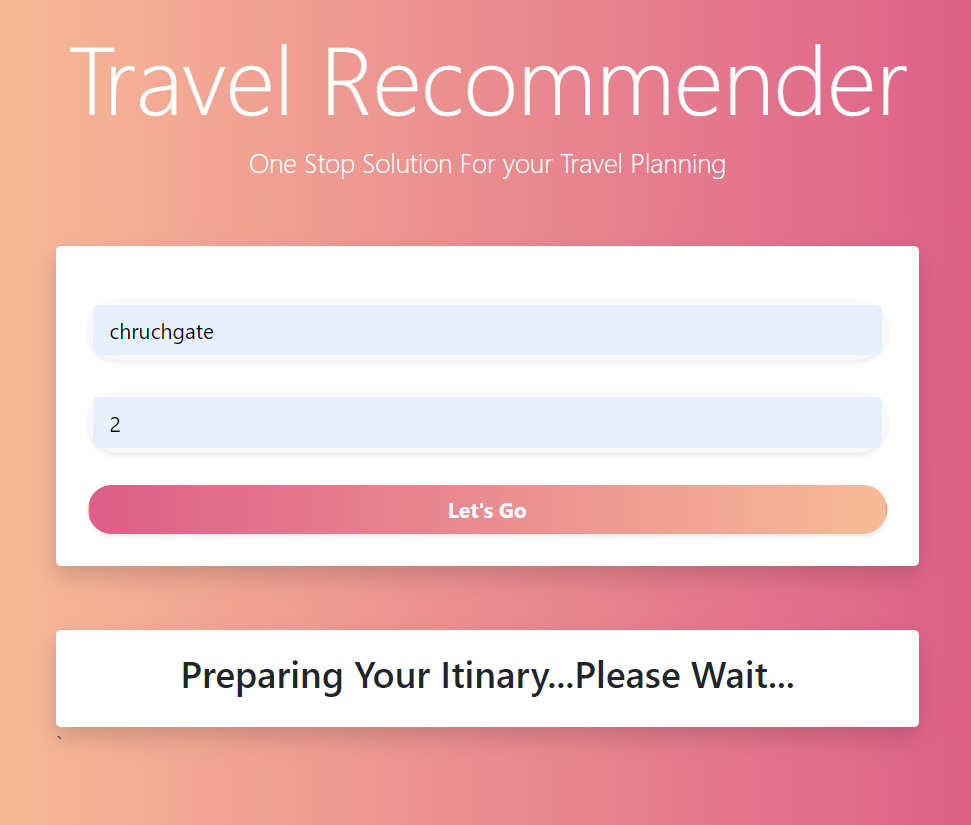 Travel Recommender
One Stop Solution For your Travel Planning
chruchgate
2
Let's Go
Preparing Your Itinary...Please Wait...
`